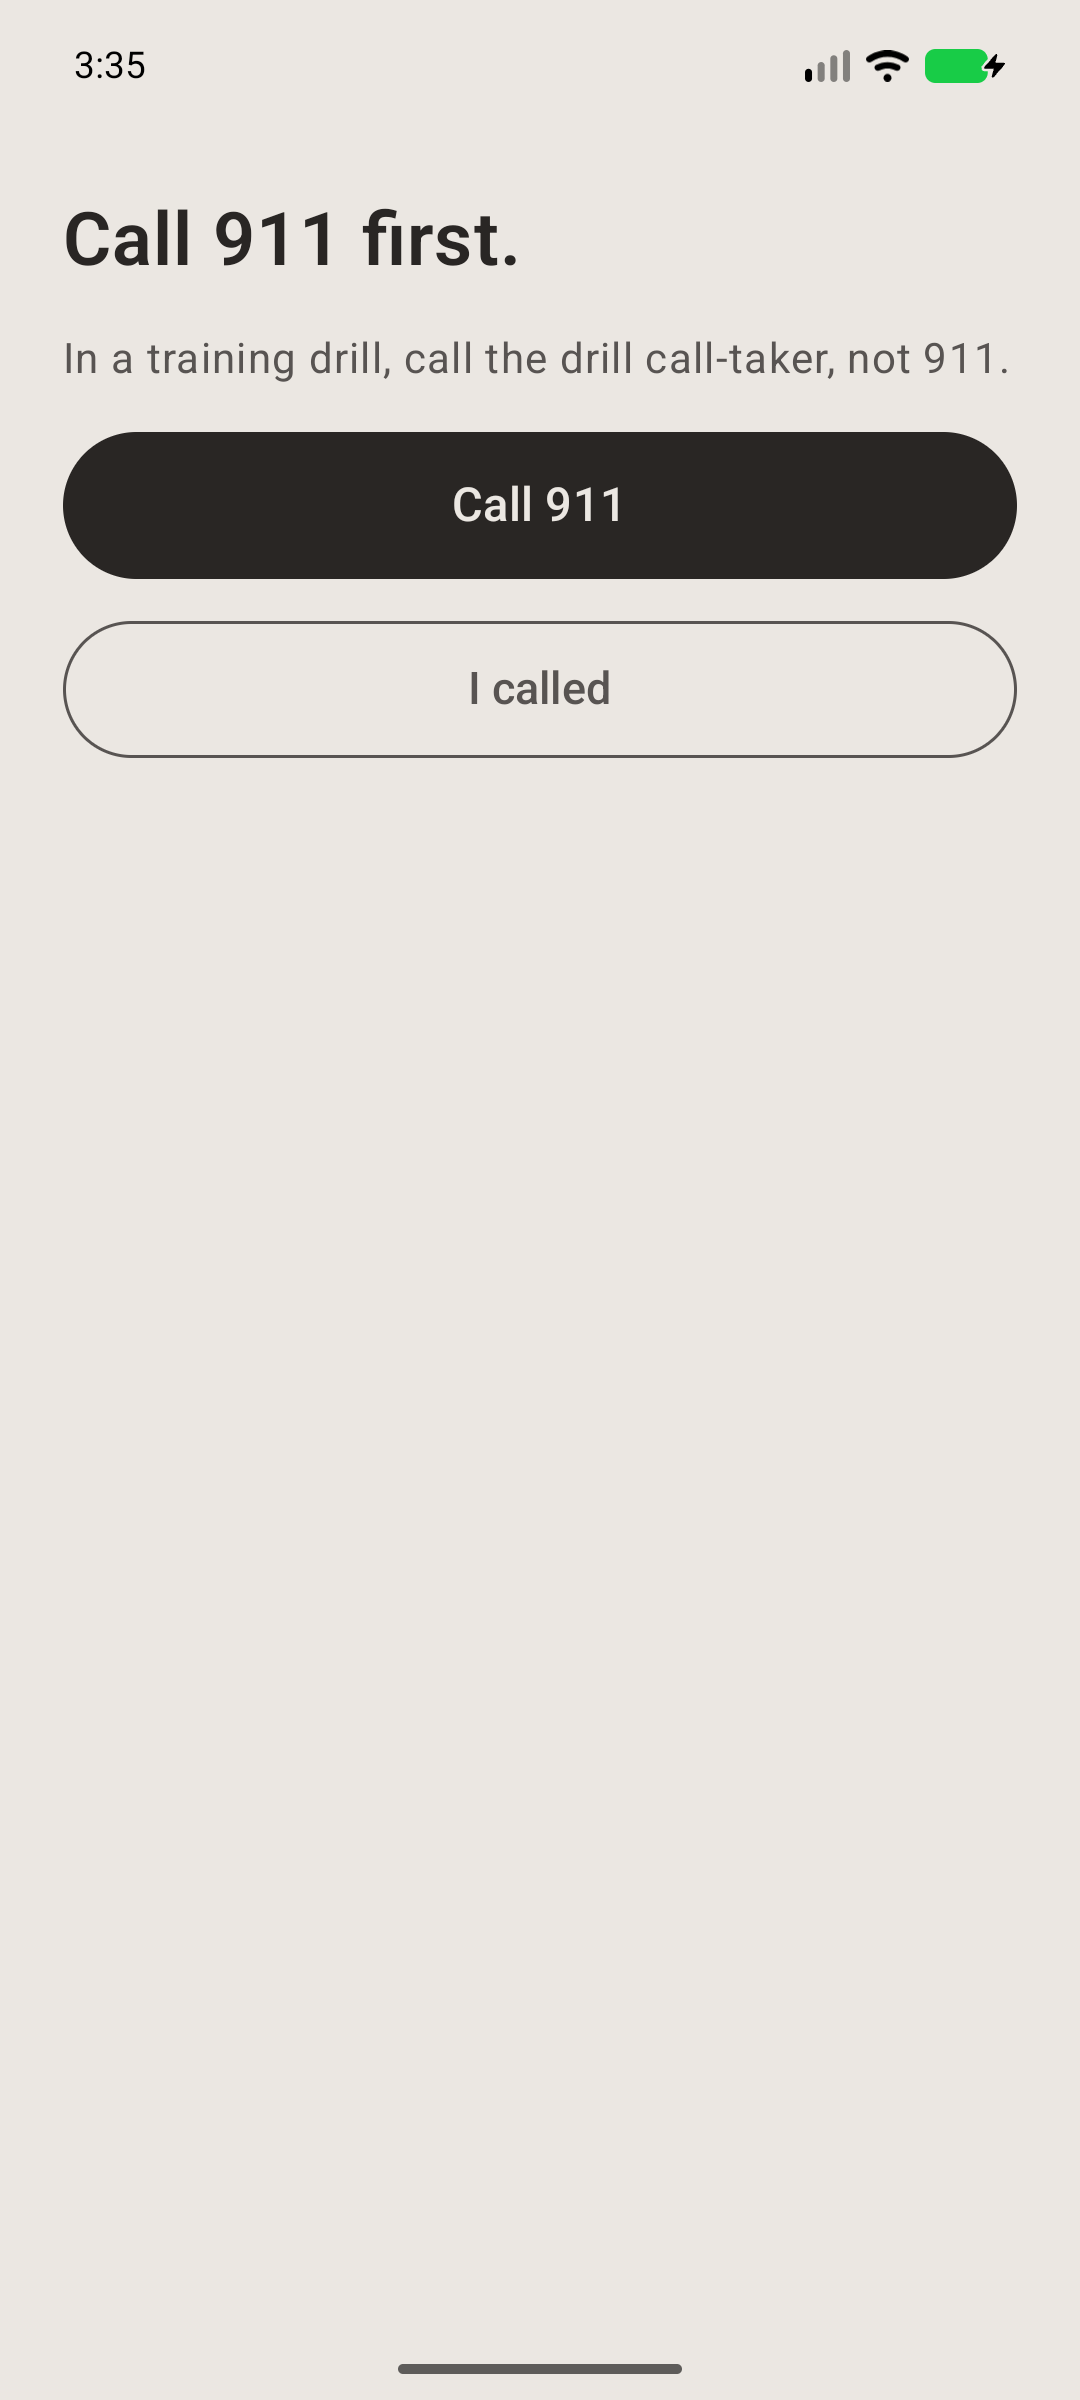 3:35
Call 911 first.
In a training drill, call the drill call-taker, not 911.
Call 911
I called